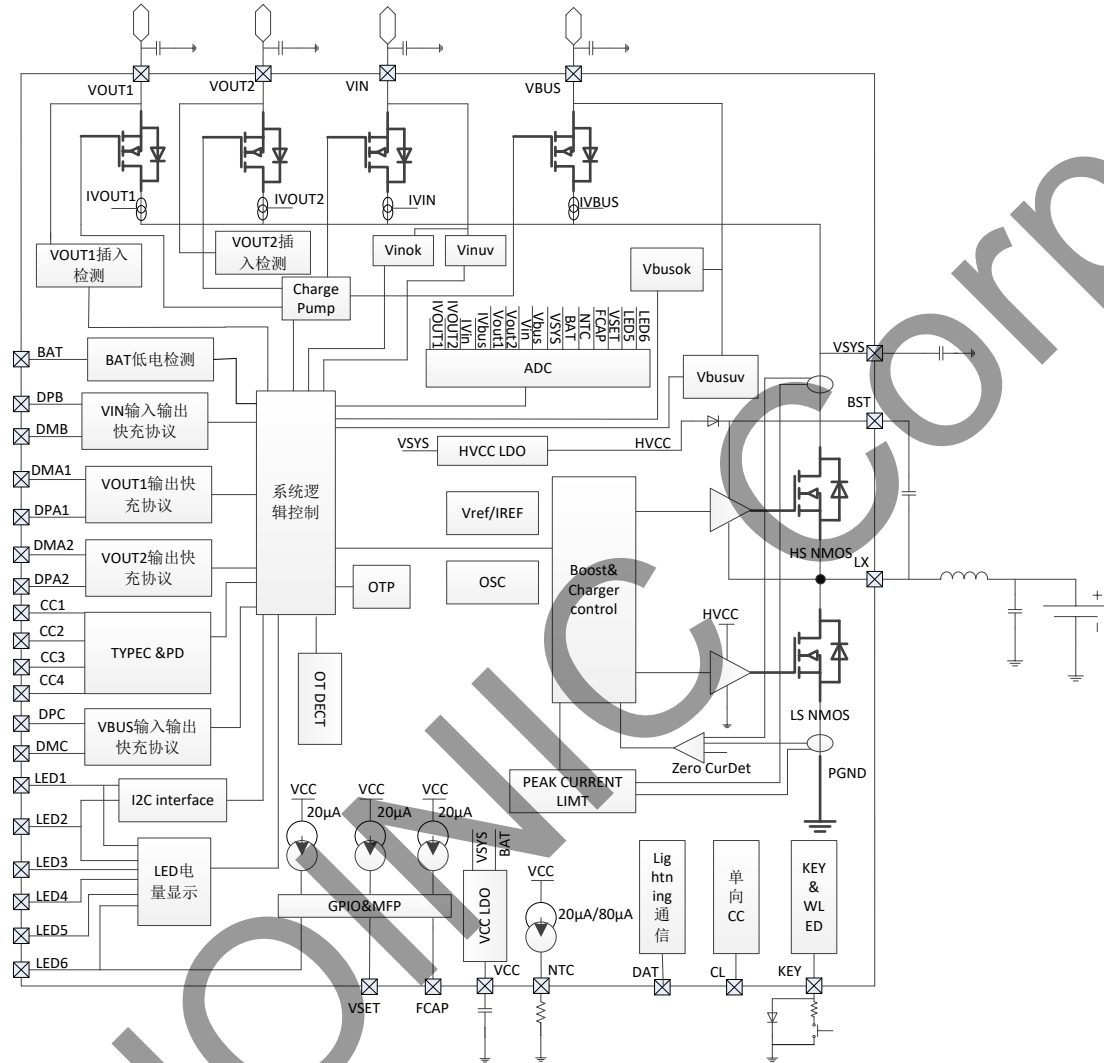 VOUT1
VOUT2
VIN
VBUS
IVOUT1
IVOUT2
IVIN
IVBUS
VOUT1插入
检测
VOUT2插
入检测
Vinok
Vinuv
Vbusok
Charge
Pump
IVOUT1
IVOUT2
IVin
IVbus
Vout1
Vout2
Vin
Vbus
VSYS
BAT
NTC
FCAP
VSET
LED5
LED6
ADC
Vbusuv
VSYS
BST
BAT
BAT低电检测
DPB
DMB
VIN输入输出
快充协议
VSYS
HVCC LDO
HVCC
DMA1
DPA1
VOUT1输出快
充协议
系统逻
辑控制
Vref/IREF
HS NMOS
DMA2
DPA2
VOUT2输出快
充协议
OTP
OSC
Boost&
Charger
control
LX
HVCC
CC1
CC2
CC3
CC4
TYPEC &PD
OT DECT
LS NMOS
DPC
DMC
VBUS输入输出
快充协议
Zero CurDet
PGND
PEAK CURRENT
LIMT
LED1
LED2
I2C interface
LED3
LED4
LED5
LED6
LED电
量显示
VCC
20μA
VCC
20μA
VCC
20μA
GPIO&MFP
VSYS
BAT
VCC LDO
VCC
20μA/80μA
Lig
htn
ing
通
信
单
向
CC
KEY
&
WL
ED
VSET
FCAP
VCC
NTC
DAT
CL
KEY
+
−
Corp